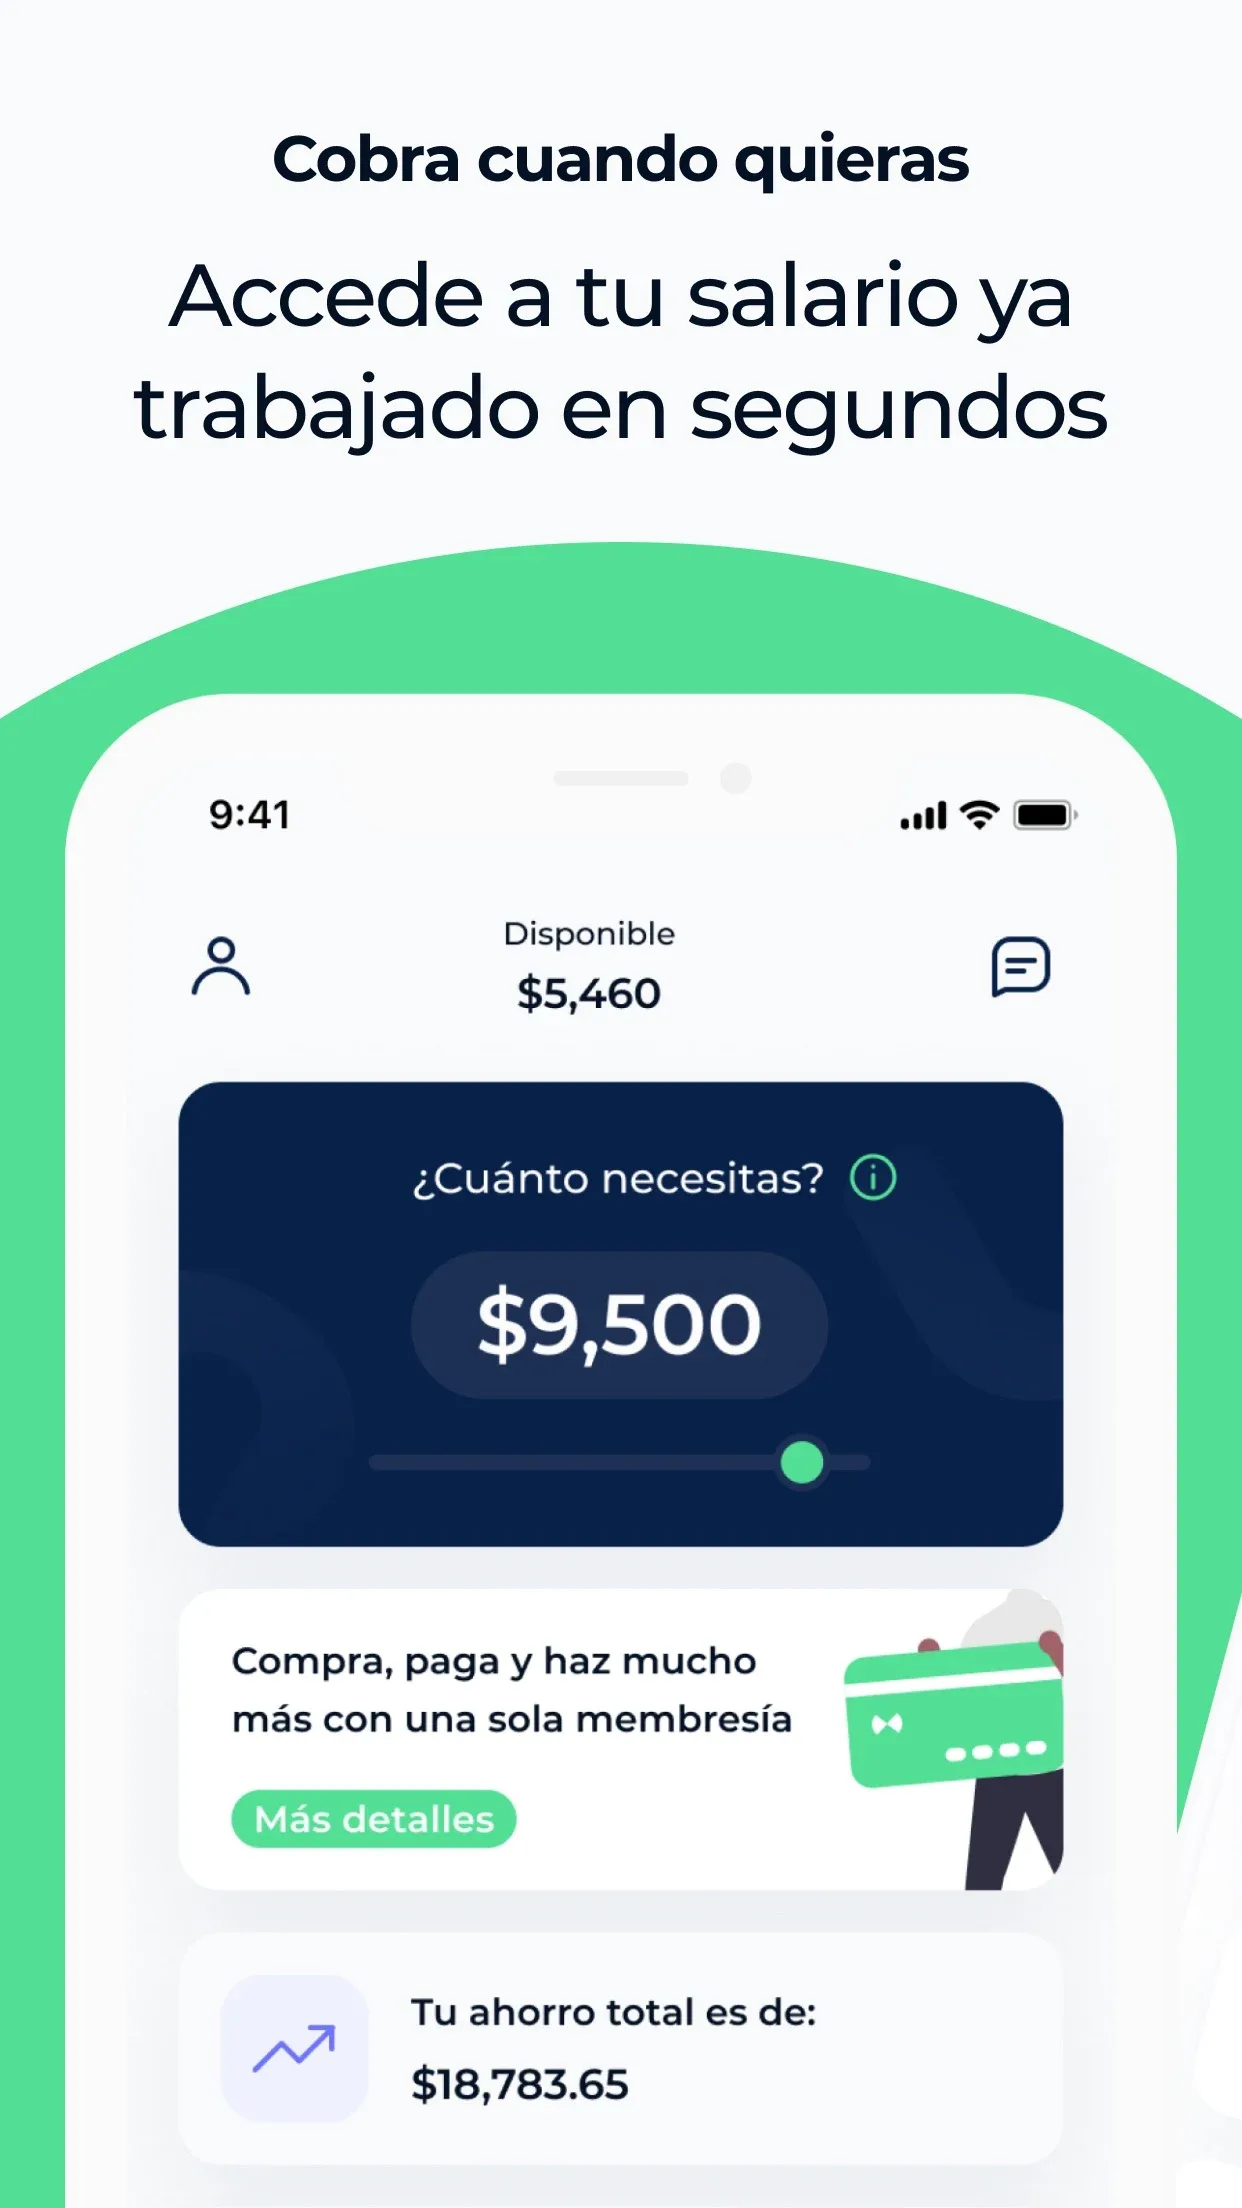 Cobra cuando quieras
Accede a tu salario ya
trabajado en segundos
9:41
Disponible
$5,460
¿Cuánto necesitas?
$9,500
Compra, paga y haz mucho
más con una sola membresía
Más detalles
Tu ahorro total es de:
$18,783.65